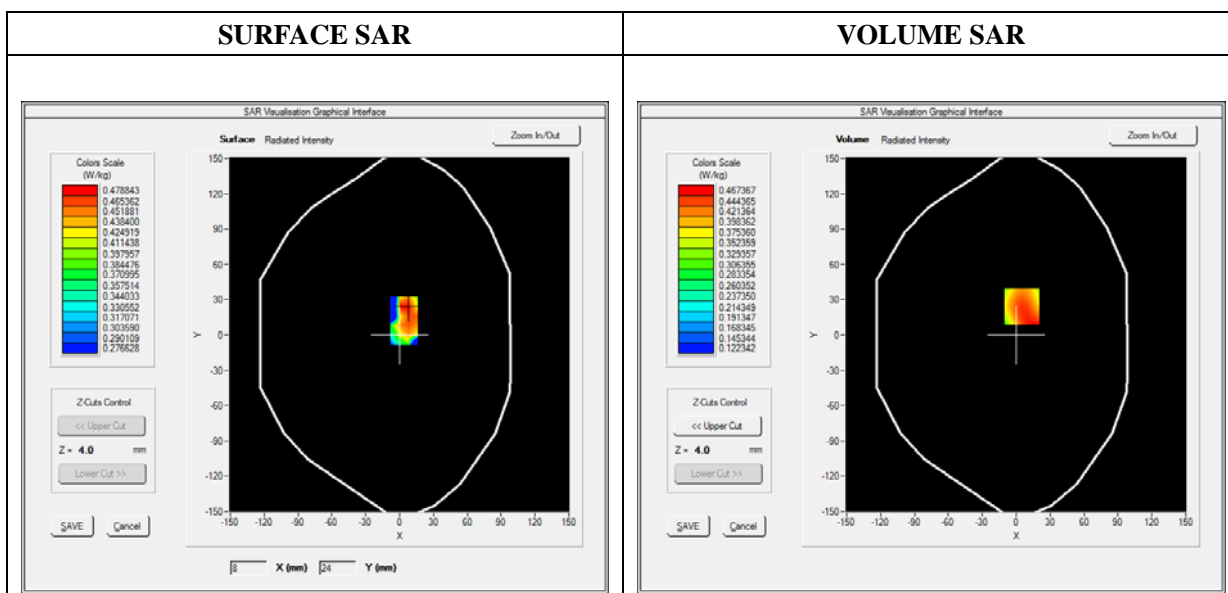 SURFACE SAR
VOLUME SAR
SAR Visualisation Graphical Interface
Surface Radiated Intensity
Zoom In/Out
Colors Scale
(W/kg)
0.478843
0.465362
0.451881
0.438400
0.424919
0.411438
0.397957
0.384476
0.370995
0.357514
0.344033
0.330552
0.317071
0.303590
0.290109
0.276628
150
120
90
60
30
0
-30
-60
-90
-120
-150
Y
-150 -120 -90 -60 -30 0 30 60 90 120 150
X
Z-Cuts Control
<< Upper Cut
Z = 4.0 mm
Lower Cut >>
SAVE Cancel
8 X (mm) 24 Y (mm)
SAR Visualisation Graphical Interface
Volume Radiated Intensity
Zoom In/Out
Colors Scale
(W/kg)
0.467367
0.444365
0.421364
0.398362
0.375360
0.352359
0.329357
0.306355
0.283354
0.260352
0.237350
0.214349
0.191347
0.168345
0.145344
0.122342
150
120
90
60
30
0
-30
-60
-90
-120
-150
Y
-150 -120 -90 -60 -30 0 30 60 90 120 150
X
Z-Cuts Control
<< Upper Cut
Z = 4.0 mm
Lower Cut >>
SAVE Cancel